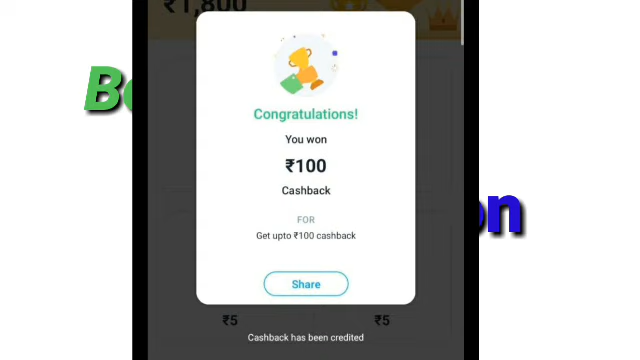 ₹1,800
Congratulations!
You won
₹100
Cashback
FOR
Get upto ₹100 cashback
Share
₹5 ₹5
Cashback has been credited